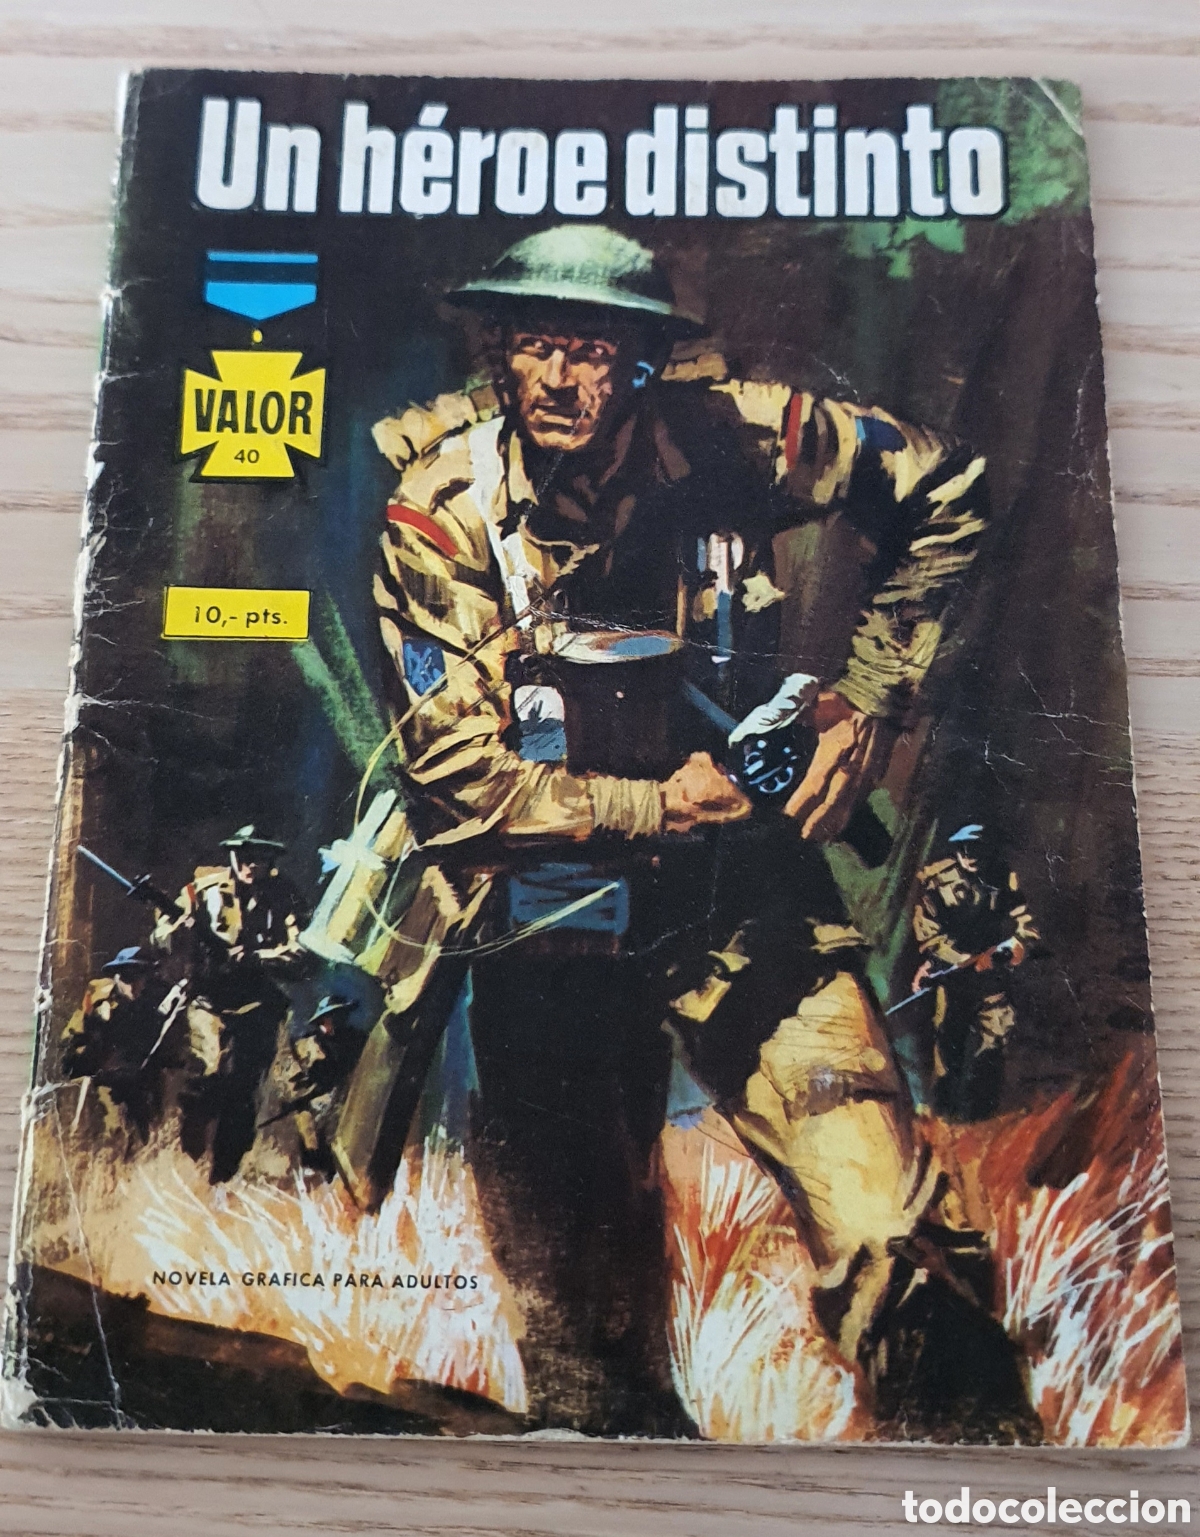 Un héroe distinto
VALOR
40
10,- pts.
NOVELA GRAFICA PARA ADULTOS
todocoleccion